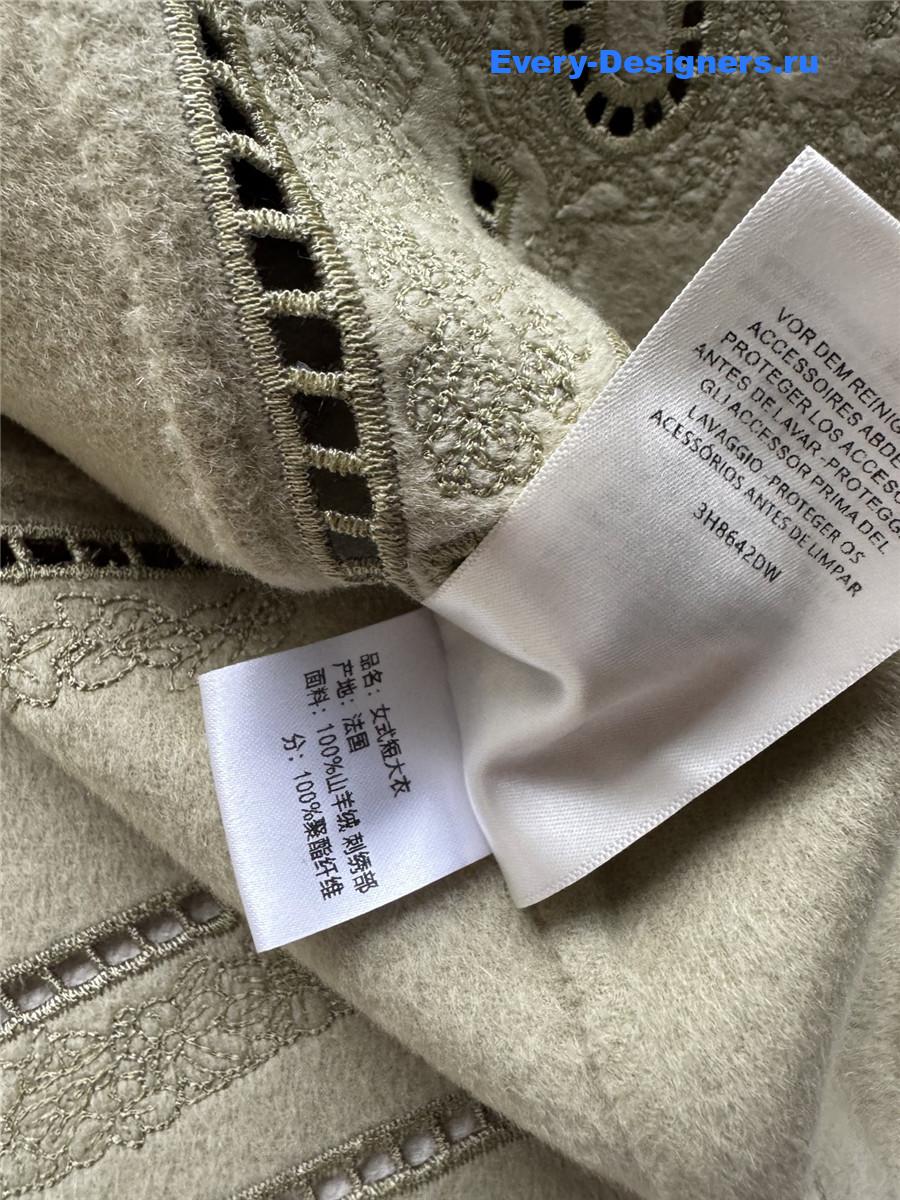 Every-Designers.ru
VOR DEM REINIG
ACCESSOIRES ABDE
PROTEGER LOS ACCESO
ANTES DE LAVAR -PROTEGG
GLI ACCESSOR PRIMA DEL
LAVAGGIO -PROTEGER OS
ACESSÓRIOS ANTES DE LIMPAR
3H8642DW
品名: 女式短大衣
产地: 法国
面料: 100%山羊绒 刺绣部
分: 100%聚酯纤维